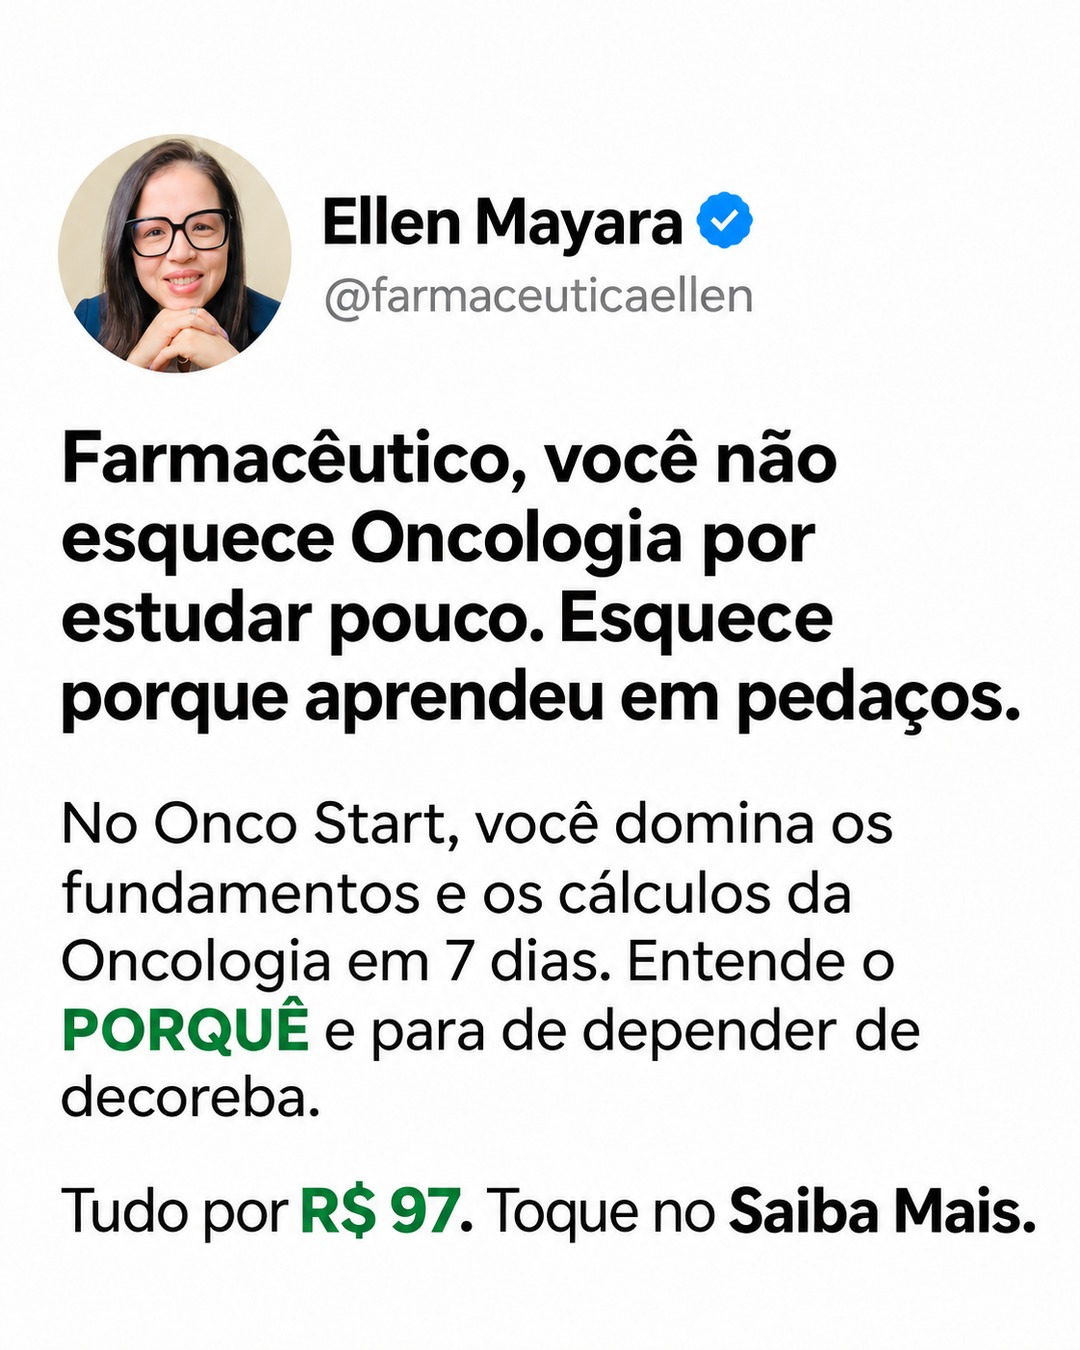 Ellen Mayara
@farmaceuticaellen
Farmacêutico, você não
esquece Oncologia por
estudar pouco. Esquece
porque aprendeu em pedaços.
No Onco Start, você domina os
fundamentos e os cálculos da
Oncologia em 7 dias. Entende o
PORQUÊ e para de depender de
decoreba.
Tudo por R$ 97. Toque no Saiba Mais.